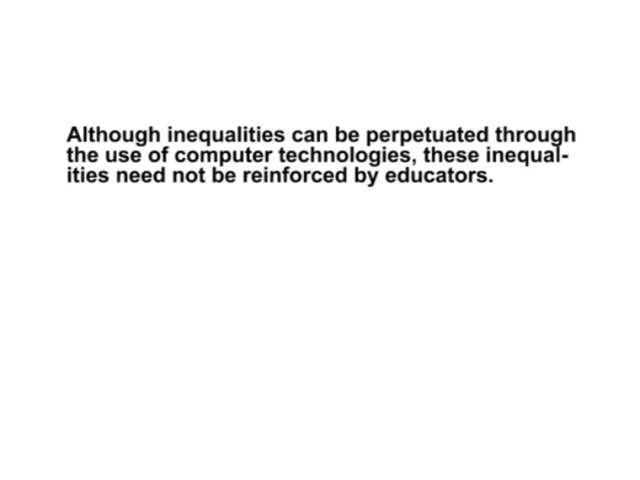 Although inequalities can be perpetuated through
the use of computer technologies, these inequal-
ities need not be reinforced by educators.